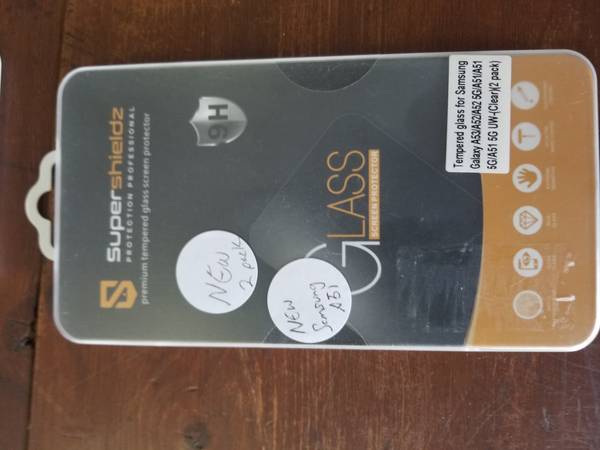 Supershieldz
PROTECTION PROFESSIONAL
premium tempered glass screen protector
9H
GLASS
SCREEN PROTECTOR
NEW
2 pack
NEW
Samsung
A51
Tempered glass for Samsung
Galaxy A53/A52/A52 5G/A51/A51
5G/A51 5G UW-(Clear)(2 pack)